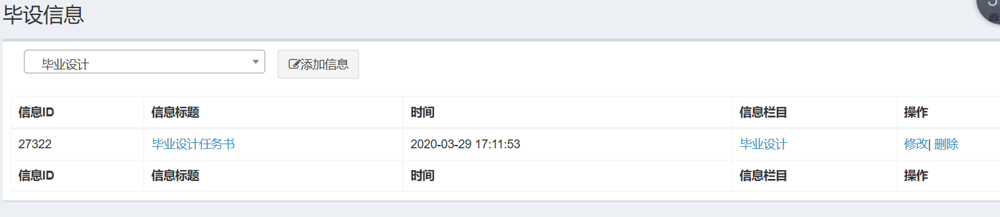 毕设信息
毕业设计 添加信息
信息ID 信息标题 时间 信息栏目 操作
27322 毕业设计任务书 2020-03-29 17:11:53 毕业设计 修改| 删除
信息ID 信息标题 时间 信息栏目 操作